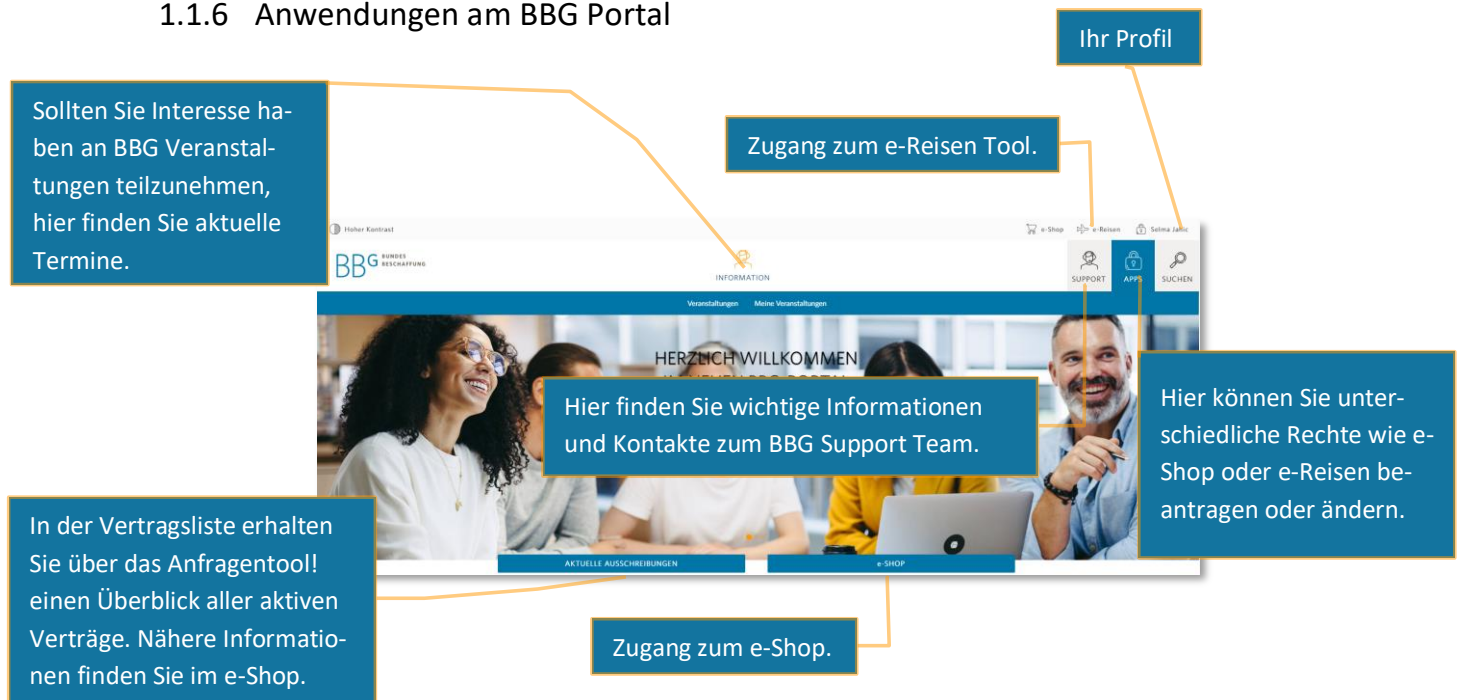 1.1.6 Anwendungen am BBG Portal
Ihr Profil
Sollten Sie Interesse ha-
ben an BBG Veranstal-
tungen teilzunehmen,
hier finden Sie aktuelle
Termine.
Zugang zum e-Reisen Tool.
Hoher Kontrast
e-Shop
e-Reisen
Selma Jahic
BBG BUNDES
BESCHAFFUNG
INFORMATION
SUPPORT
APPS
SUCHEN
Veranstaltungen
Meine Veranstaltungen
HERZLICH WILLKOMMEN
Hier finden Sie wichtige Informationen
und Kontakte zum BBG Support Team.
Hier können Sie unter-
schiedliche Rechte wie e-
Shop oder e-Reisen be-
antragen oder ändern.
In der Vertragsliste erhalten
Sie über das Anfragentool!
einen Überblick aller aktiven
Verträge. Nähere Informatio-
nen finden Sie im e-Shop.
AKTUELLE AUSSCHREIBUNGEN
e-SHOP
Zugang zum e-Shop.